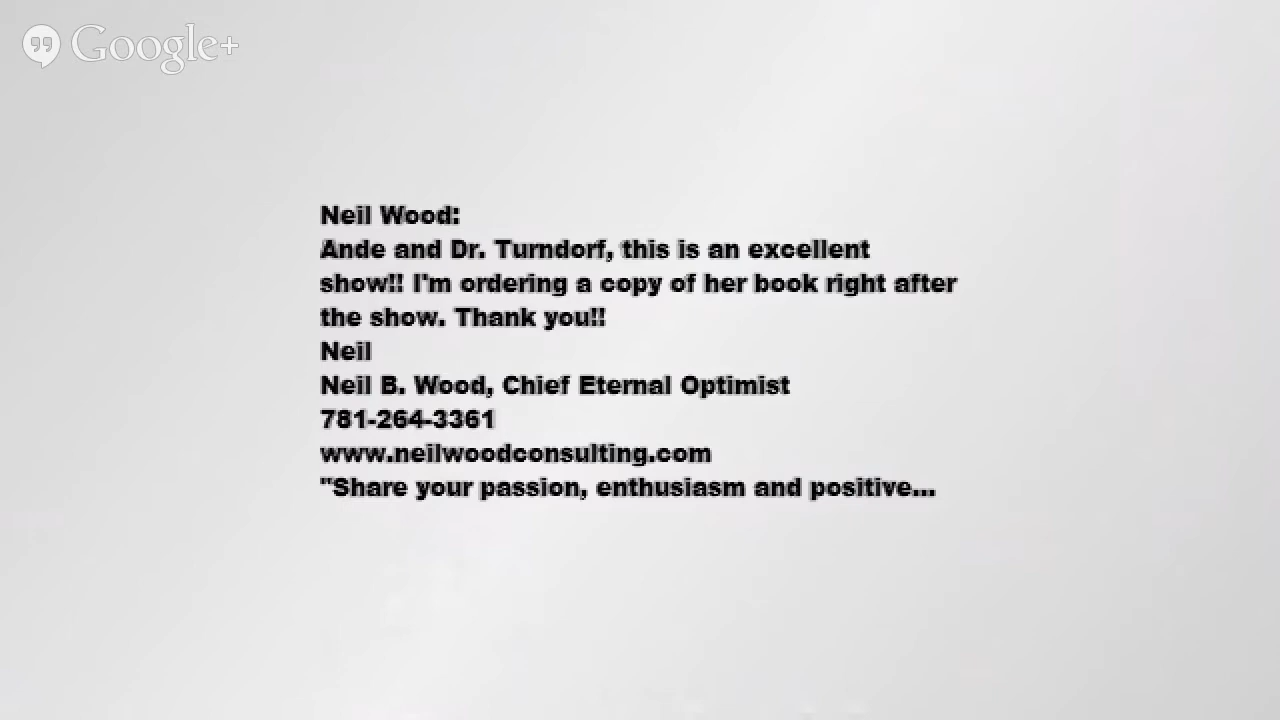 Google+
Neil Wood:
Ande and Dr. Turndorf, this is an excellent
show!! I'm ordering a copy of her book right after
the show. Thank you!!
Neil
Neil B. Wood, Chief Eternal Optimist
781-264-3361
www.neilwoodconsulting.com
"Share your passion, enthusiasm and positive...